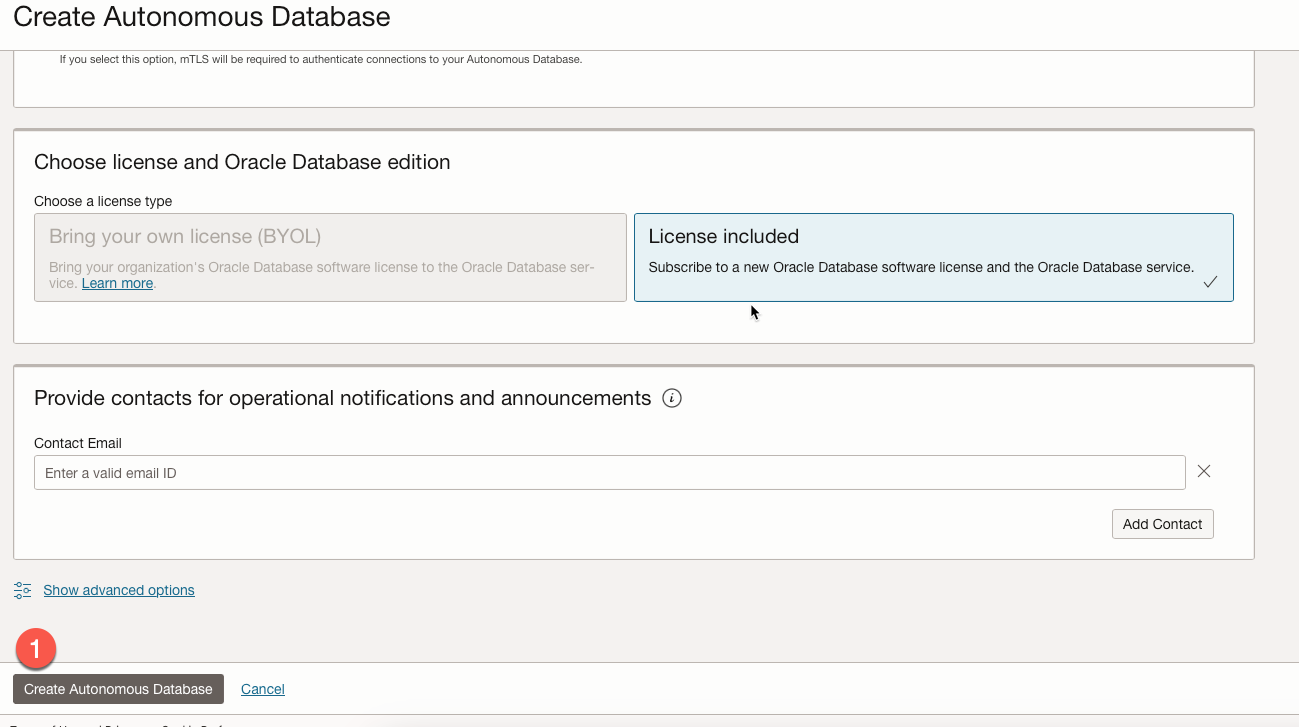 Create Autonomous Database
If you select this option, mTLS will be required to authenticate connections to your Autonomous Database.
Choose license and Oracle Database edition
Choose a license type
Bring your own license (BYOL)
Bring your organization's Oracle Database software license to the Oracle Database ser-
vice. Learn more.
License included
Subscribe to a new Oracle Database software license and the Oracle Database service.
Provide contacts for operational notifications and announcements
Contact Email
Enter a valid email ID
Add Contact
Show advanced options
1
Create Autonomous Database
Cancel